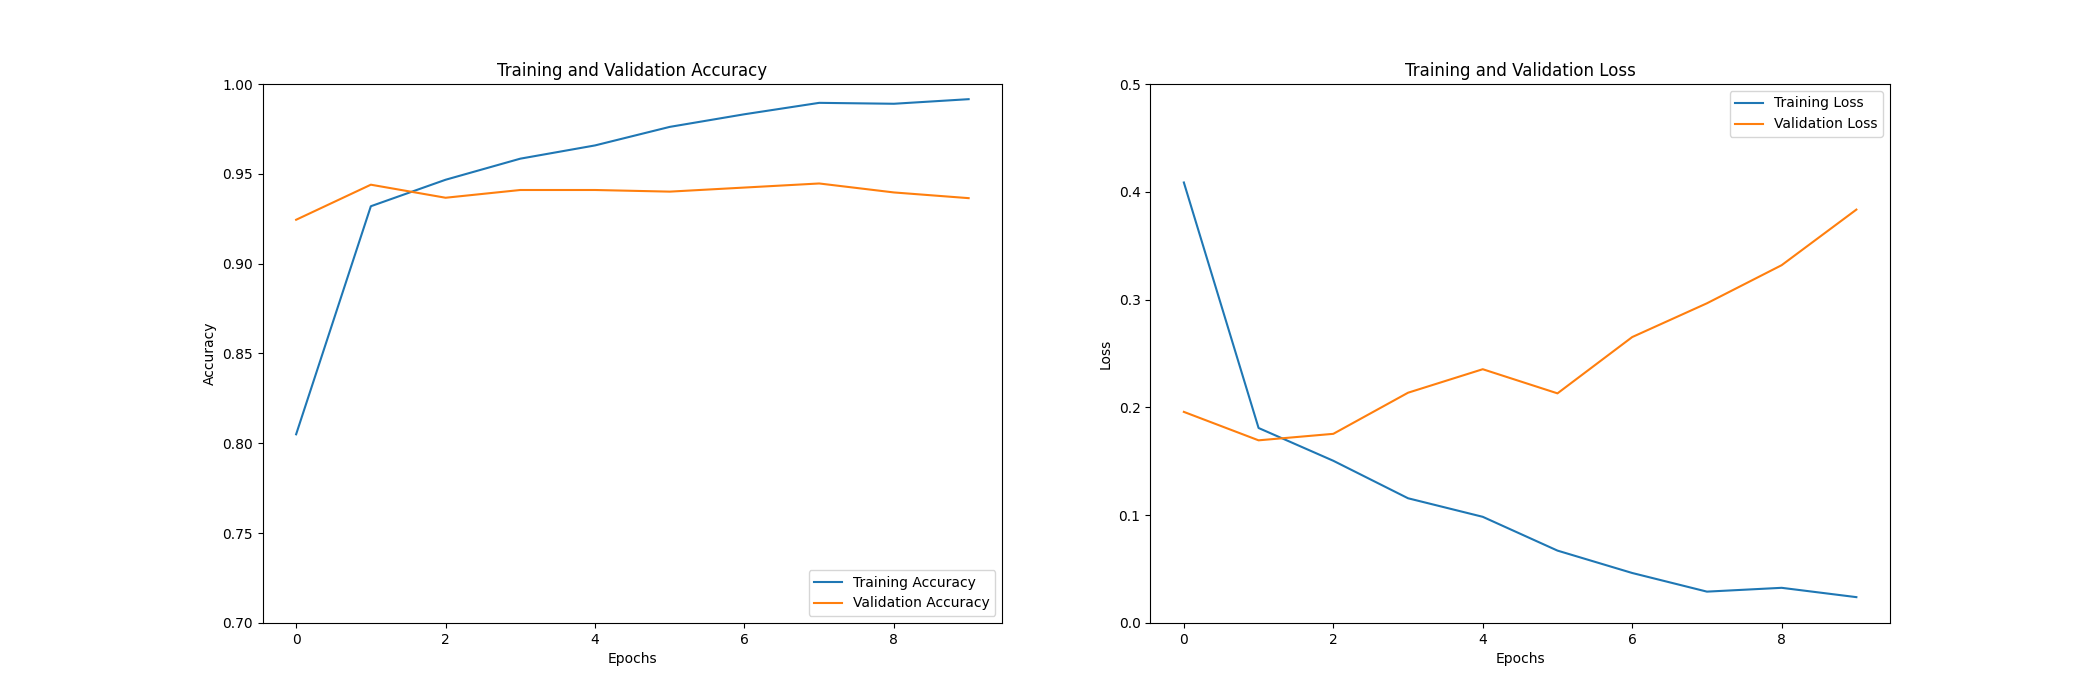 Training and Validation Accuracy
1.00
0.95
0.90
0.85
0.80
0.75
0.70
Accuracy
0 2 4 6 8
Epochs
Training Accuracy
Validation Accuracy
Training and Validation Loss
0.5
0.4
0.3
0.2
0.1
0.0
Loss
0 2 4 6 8
Epochs
Training Loss
Validation Loss